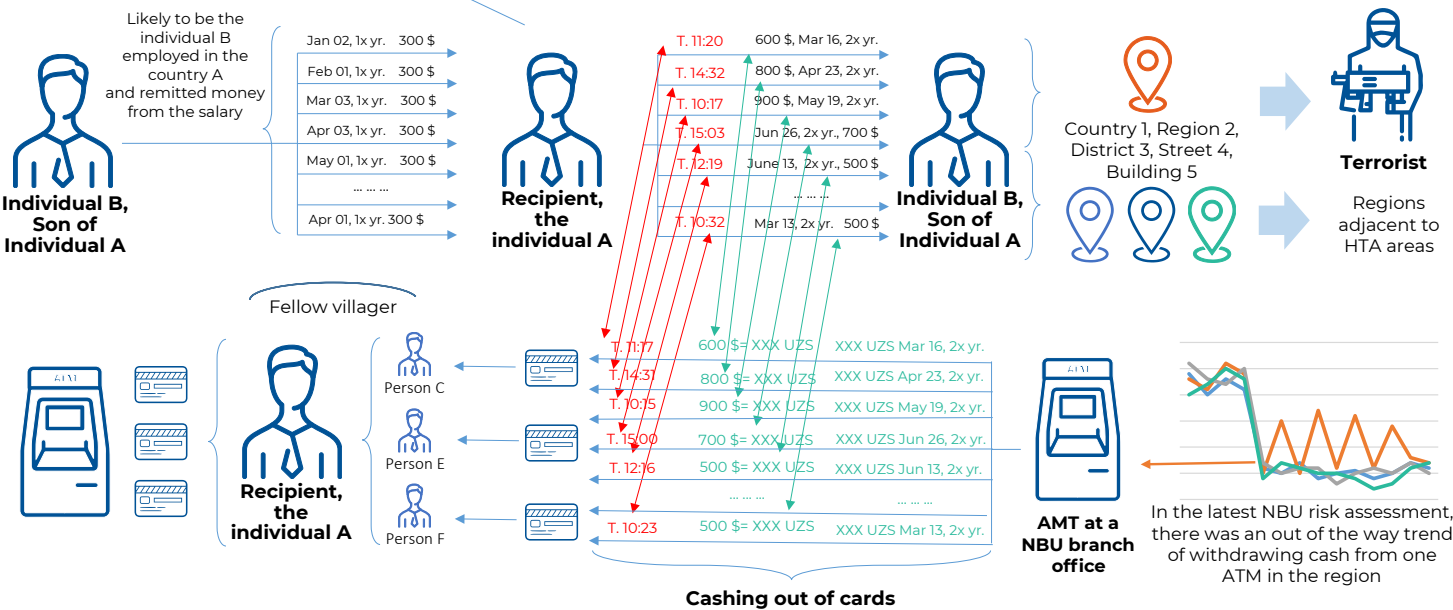 Likely to be the
individual B
employed in the
country A
and remitted money
from the salary
Individual B,
Son of
Individual A
Jan 02, 1x yr. 300 $
Feb 01, 1x yr. 300 $
Mar 03, 1x yr. 300 $
Apr 03, 1x yr. 300 $
May 01, 1x yr. 300 $
... ... ...
Apr 01, 1x yr. 300 $
Recipient,
the
individual A
T. 11:20 600 $, Mar 16, 2x yr.
T. 14:32 800 $, Apr 23, 2x yr.
T. 10:17 900 $, May 19, 2x yr.
T. 15:03 Jun 26, 2x yr., 700 $
T. 12:19 June 13, 2x yr., 500 $
... ... ...
T. 10:32 Mar 13, 2x yr. 500 $
Individual B,
Son of
Individual A
Country 1, Region 2,
District 3, Street 4,
Building 5
Terrorist
Regions
adjacent to
HTA areas
Fellow villager
ATM
Recipient,
the
individual A
Person C
Person E
Person F
T. 11:17 600 $= XXX UZS XXX UZS Mar 16, 2x yr.
T. 14:31 800 $= XXX UZS XXX UZS Apr 23, 2x yr.
T. 10:15 900 $= XXX UZS XXX UZS May 19, 2x yr.
T. 15:00 700 $= XXX UZS XXX UZS Jun 26, 2x yr.
T. 12:16 500 $= XXX UZS XXX UZS Jun 13, 2x yr.
... ... ... ... ... ...
T. 10:23 500 $= XXX UZS XXX UZS Mar 13, 2x yr.
Cashing out of cards
ATM
AMT at a
NBU branch
office
In the latest NBU risk assessment,
there was an out of the way trend
of withdrawing cash from one
ATM in the region